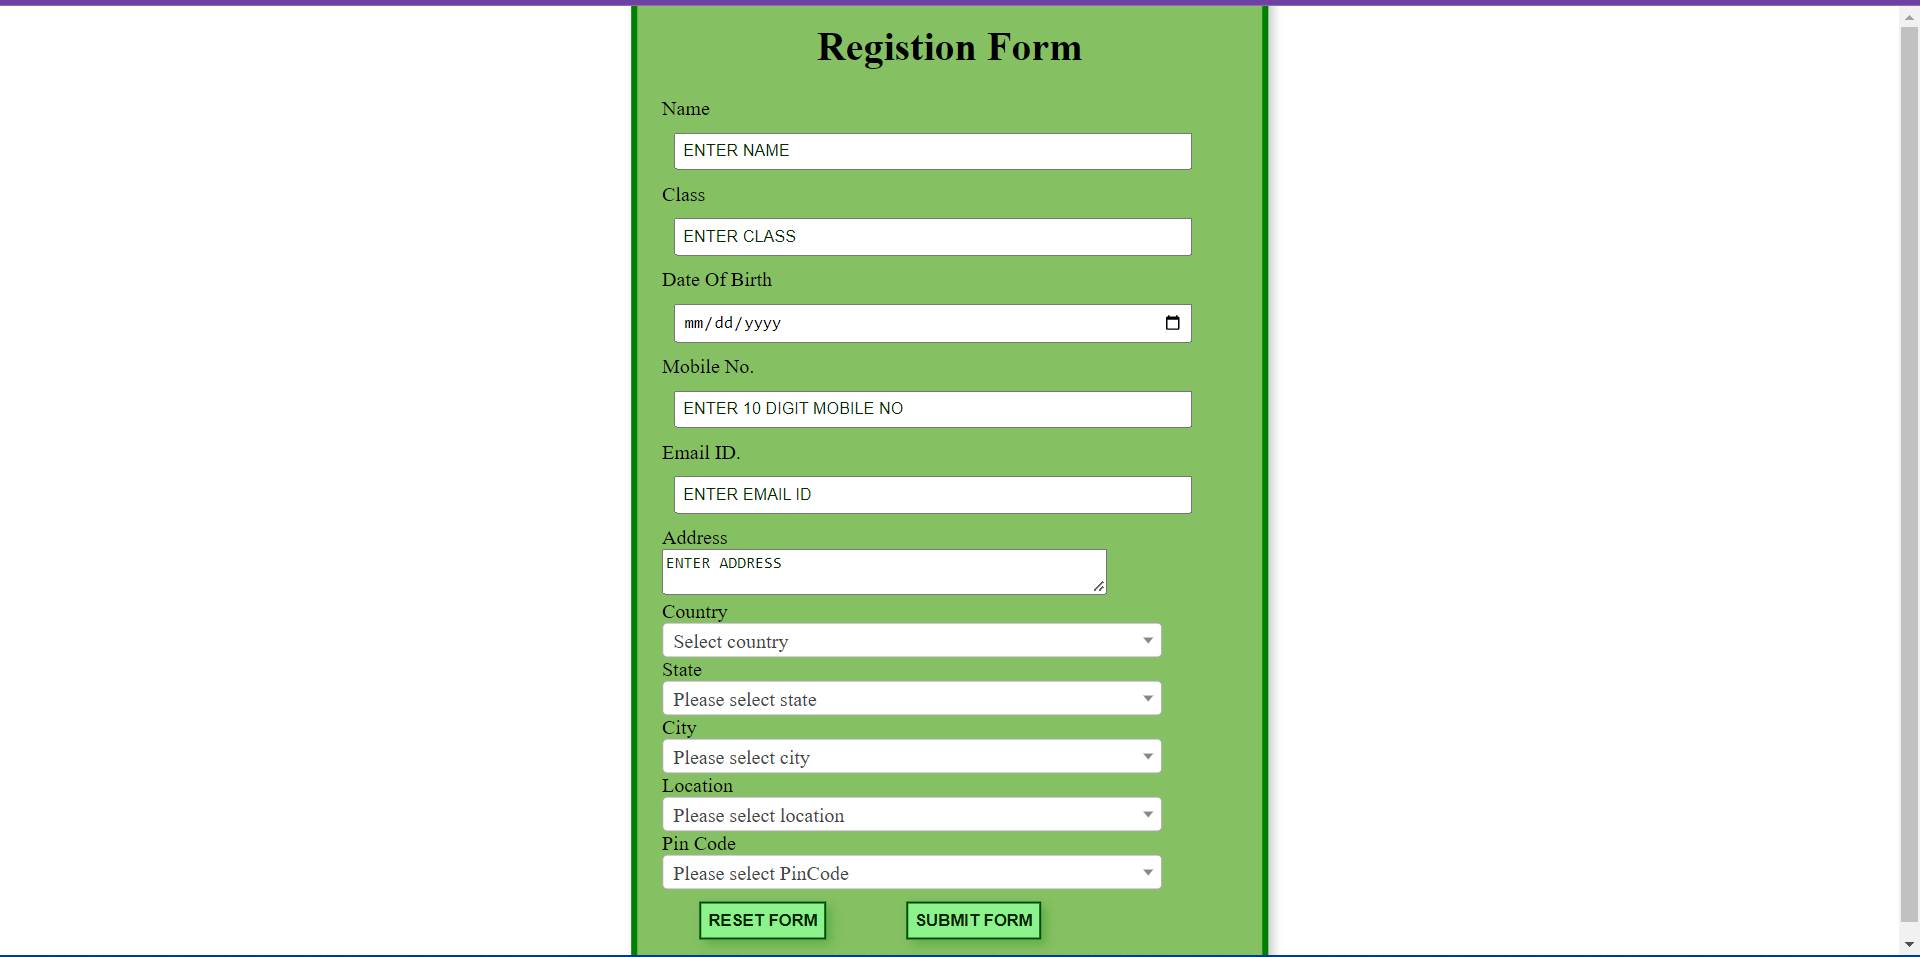 Registion Form
Name
ENTER NAME
Class
ENTER CLASS
Date Of Birth
mm/dd/yyyy
Mobile No.
ENTER 10 DIGIT MOBILE NO
Email ID.
ENTER EMAIL ID
Address
ENTER ADDRESS
Country
Select country
State
Please select state
City
Please select city
Location
Please select location
Pin Code
Please select PinCode
RESET FORM SUBMIT FORM